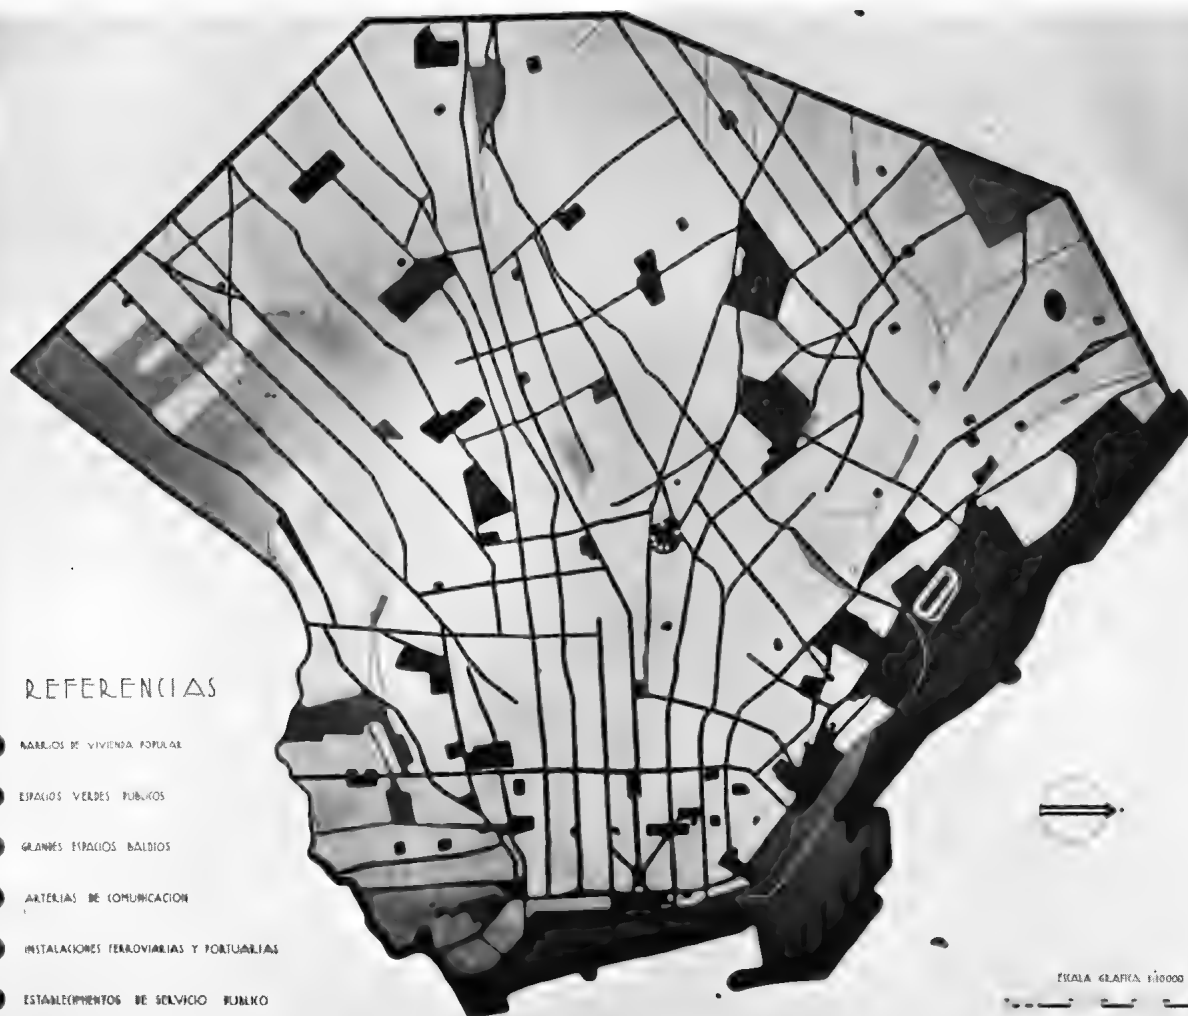 REFERENCIAS
BARRIOS DE VIVIENDA POPULAR
ESPACIOS VERDES PUBLICOS
GRANDES ESPACIOS BALDIOS
ARTERIAS DE COMUNICACION
INSTALACIONES FERROVIARIAS Y PORTUARIAS
ESTABLECIMIENTOS DE SERVICIO PUBLICO
ESCALA GRAFICA